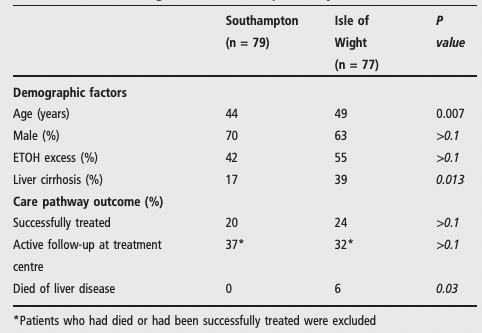 Southampton (n = 79) Isle of Wight (n = 77) P value
Demographic factors
Age (years) 44 49 0.007
Male (%) 70 63 >0.1
ETOH excess (%) 42 55 >0.1
Liver cirrhosis (%) 17 39 0.013
Care pathway outcome (%)
Successfully treated 20 24 >0.1
Active follow-up at treatment centre 37* 32* >0.1
Died of liver disease 0 6 0.03
*Patients who had died or had been successfully treated were excluded